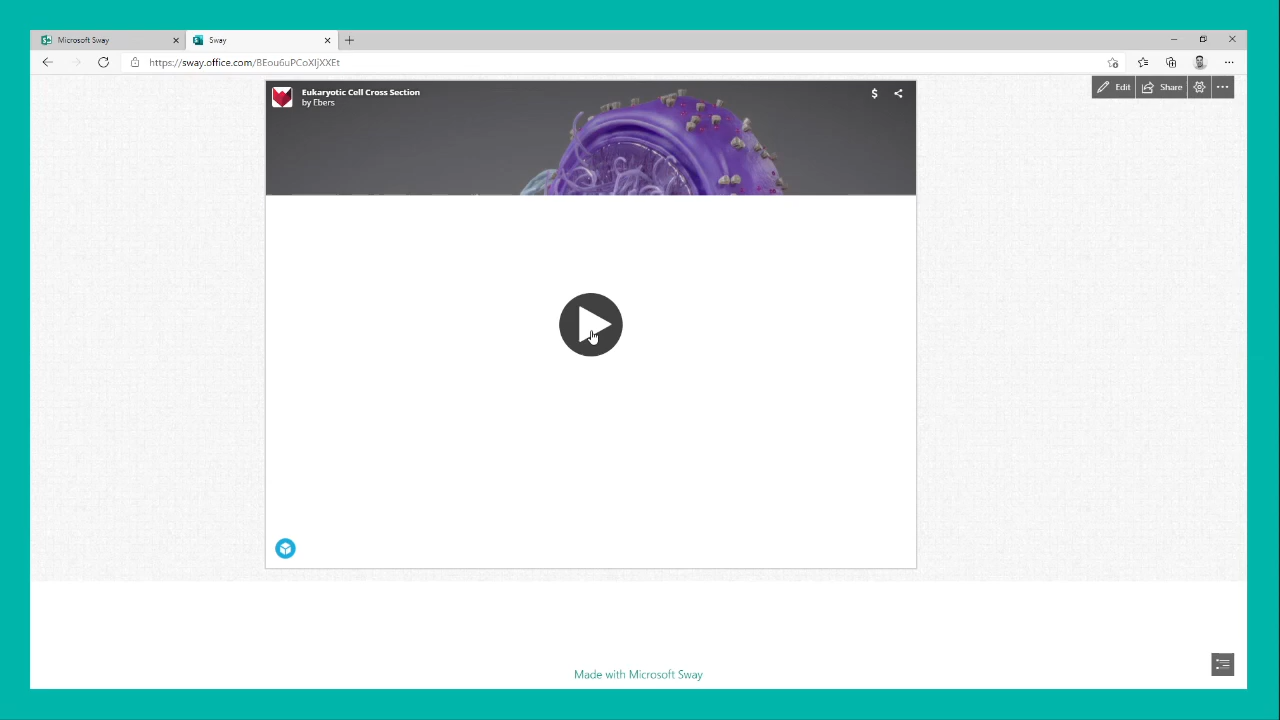 Microsoft Sway
Sway
https://sway.office.com/BEou6uPCoXIjXXEt
Eukaryotic Cell Cross Section
by Ebers
$
Edit
Share
Made with Microsoft Sway